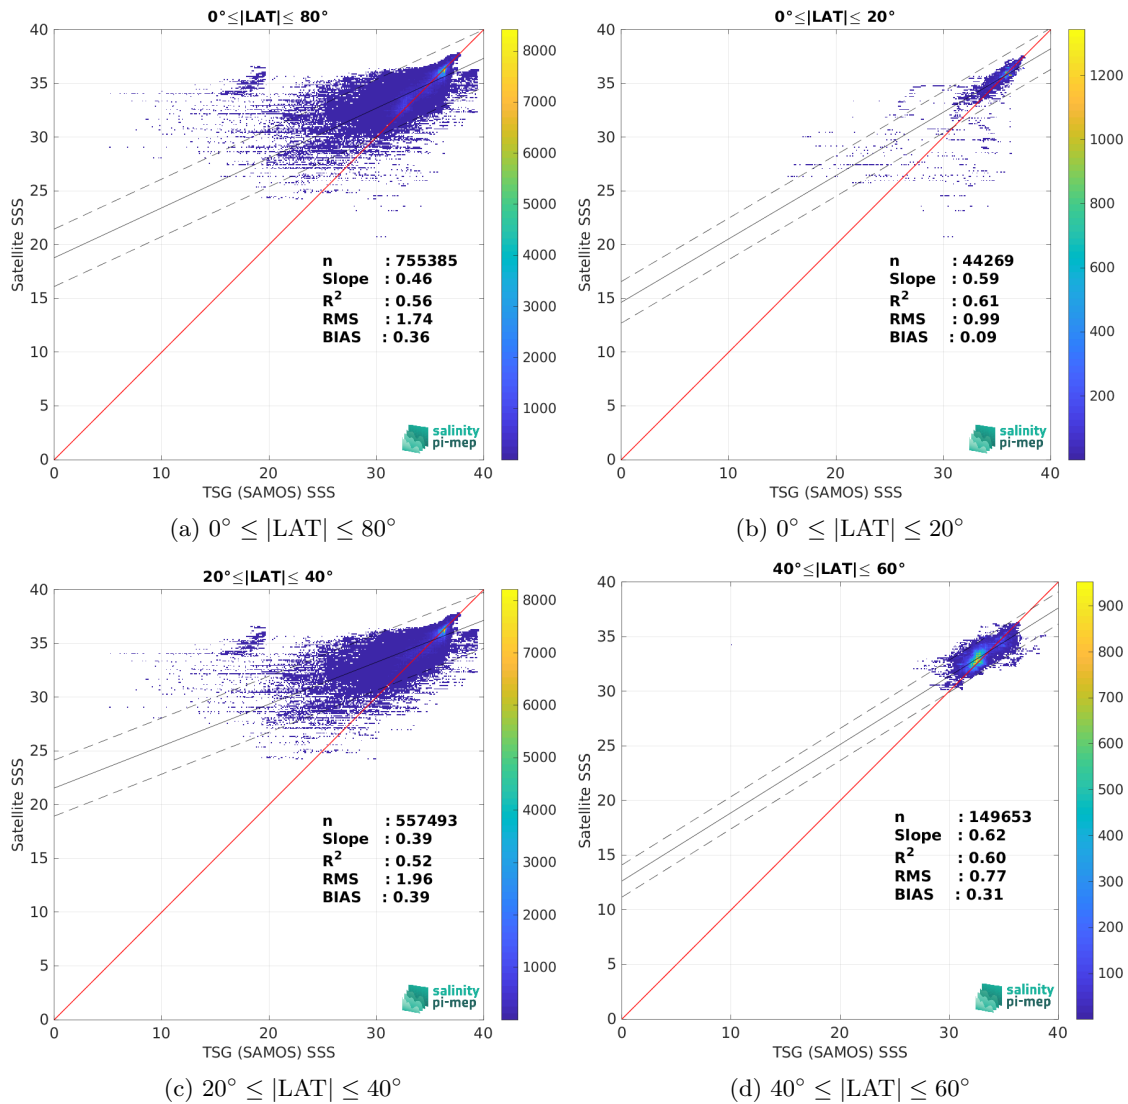 0°≤|LAT|≤ 80°
40
35
30
25
20
15
10
5
0
0
10
20
30
40
Satellite SSS
TSG (SAMOS) SSS
n : 755385
Slope : 0.46
R² : 0.56
RMS : 1.74
BIAS : 0.36
salinity
pi-mep
8000
7000
6000
5000
4000
3000
2000
1000
(a) 0° ≤ |LAT| ≤ 80°
0°≤|LAT|≤ 20°
40
35
30
25
20
15
10
5
0
0
10
20
30
40
Satellite SSS
TSG (SAMOS) SSS
n : 44269
Slope : 0.59
R² : 0.61
RMS : 0.99
BIAS : 0.09
salinity
pi-mep
1200
1000
800
600
400
200
(b) 0° ≤ |LAT| ≤ 20°
20°≤|LAT|≤ 40°
40
35
30
25
20
15
10
5
0
0
10
20
30
40
Satellite SSS
TSG (SAMOS) SSS
n : 557493
Slope : 0.39
R² : 0.52
RMS : 1.96
BIAS : 0.39
salinity
pi-mep
8000
7000
6000
5000
4000
3000
2000
1000
(c) 20° ≤ |LAT| ≤ 40°
40°≤|LAT|≤ 60°
40
35
30
25
20
15
10
5
0
0
10
20
30
40
Satellite SSS
TSG (SAMOS) SSS
n : 149653
Slope : 0.62
R² : 0.60
RMS : 0.77
BIAS : 0.31
salinity
pi-mep
900
800
700
600
500
400
300
200
100
(d) 40° ≤ |LAT| ≤ 60°